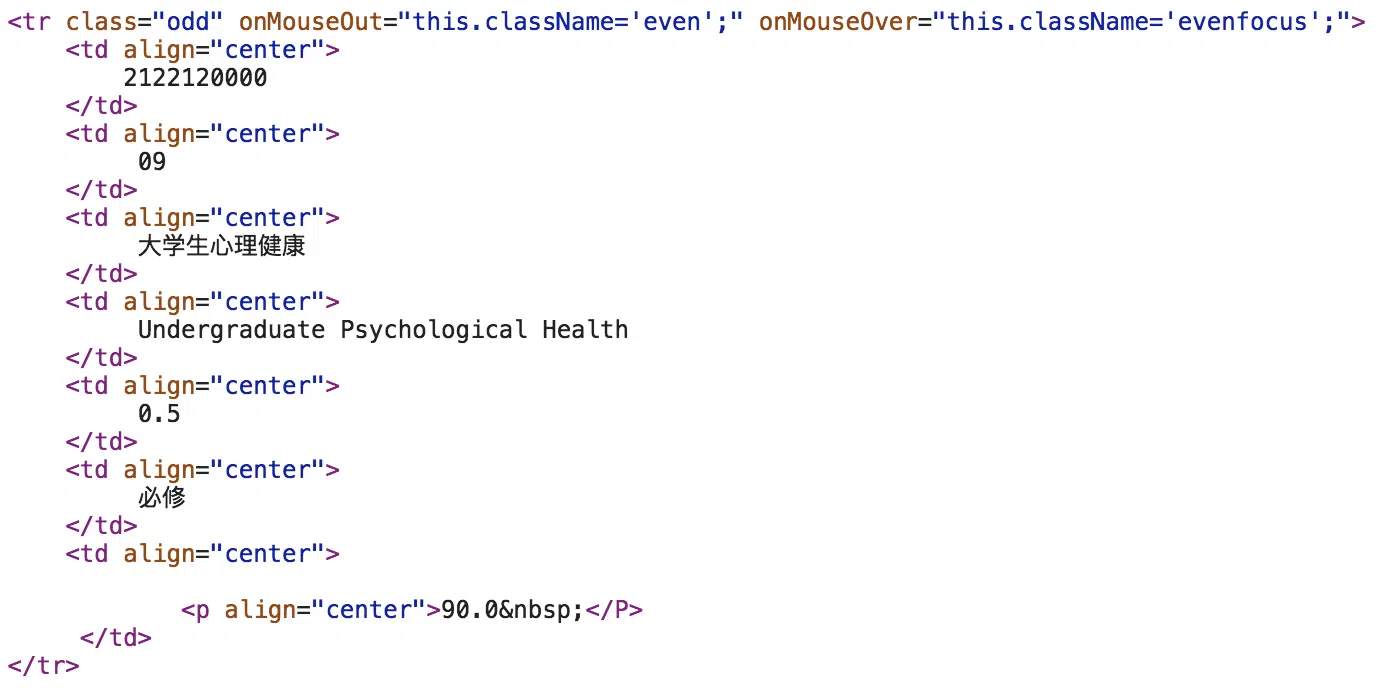 <tr class="odd" onMouseOut="this.className='even';" onMouseOver="this.className='evenfocus';">
<td align="center">
2122120000
</td>
<td align="center">
09
</td>
<td align="center">
大学生心理健康
</td>
<td align="center">
Undergraduate Psychological Health
</td>
<td align="center">
0.5
</td>
<td align="center">
必修
</td>
<td align="center">
<p align="center">90.0&nbsp;</P>
</td>
</tr>